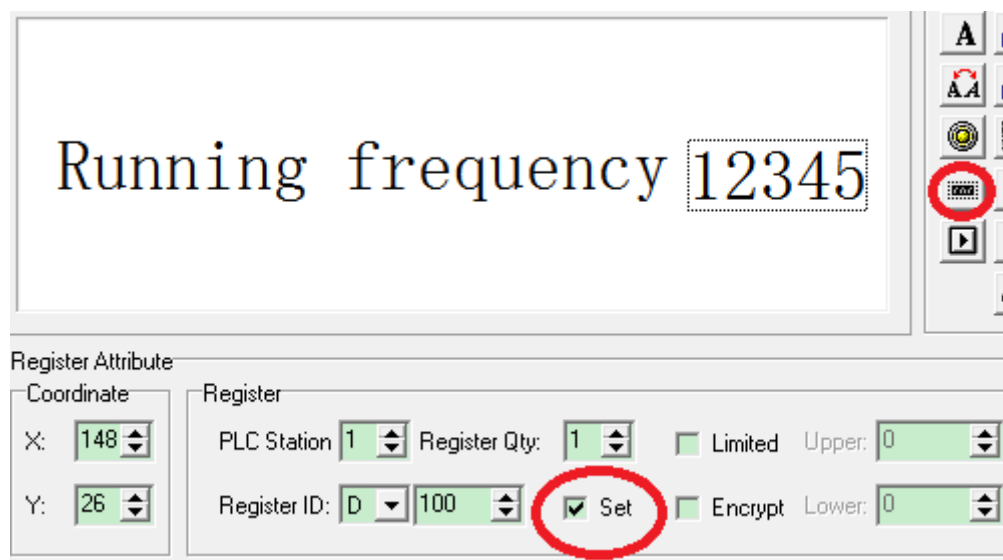 Running frequency 12345
A
A.A
Register Attribute
Coordinate
Register
X: 148
PLC Station 1 Register Qty: 1 Limited Upper: 0
Y: 26
Register ID: D 100 Set Encrypt Lower: 0